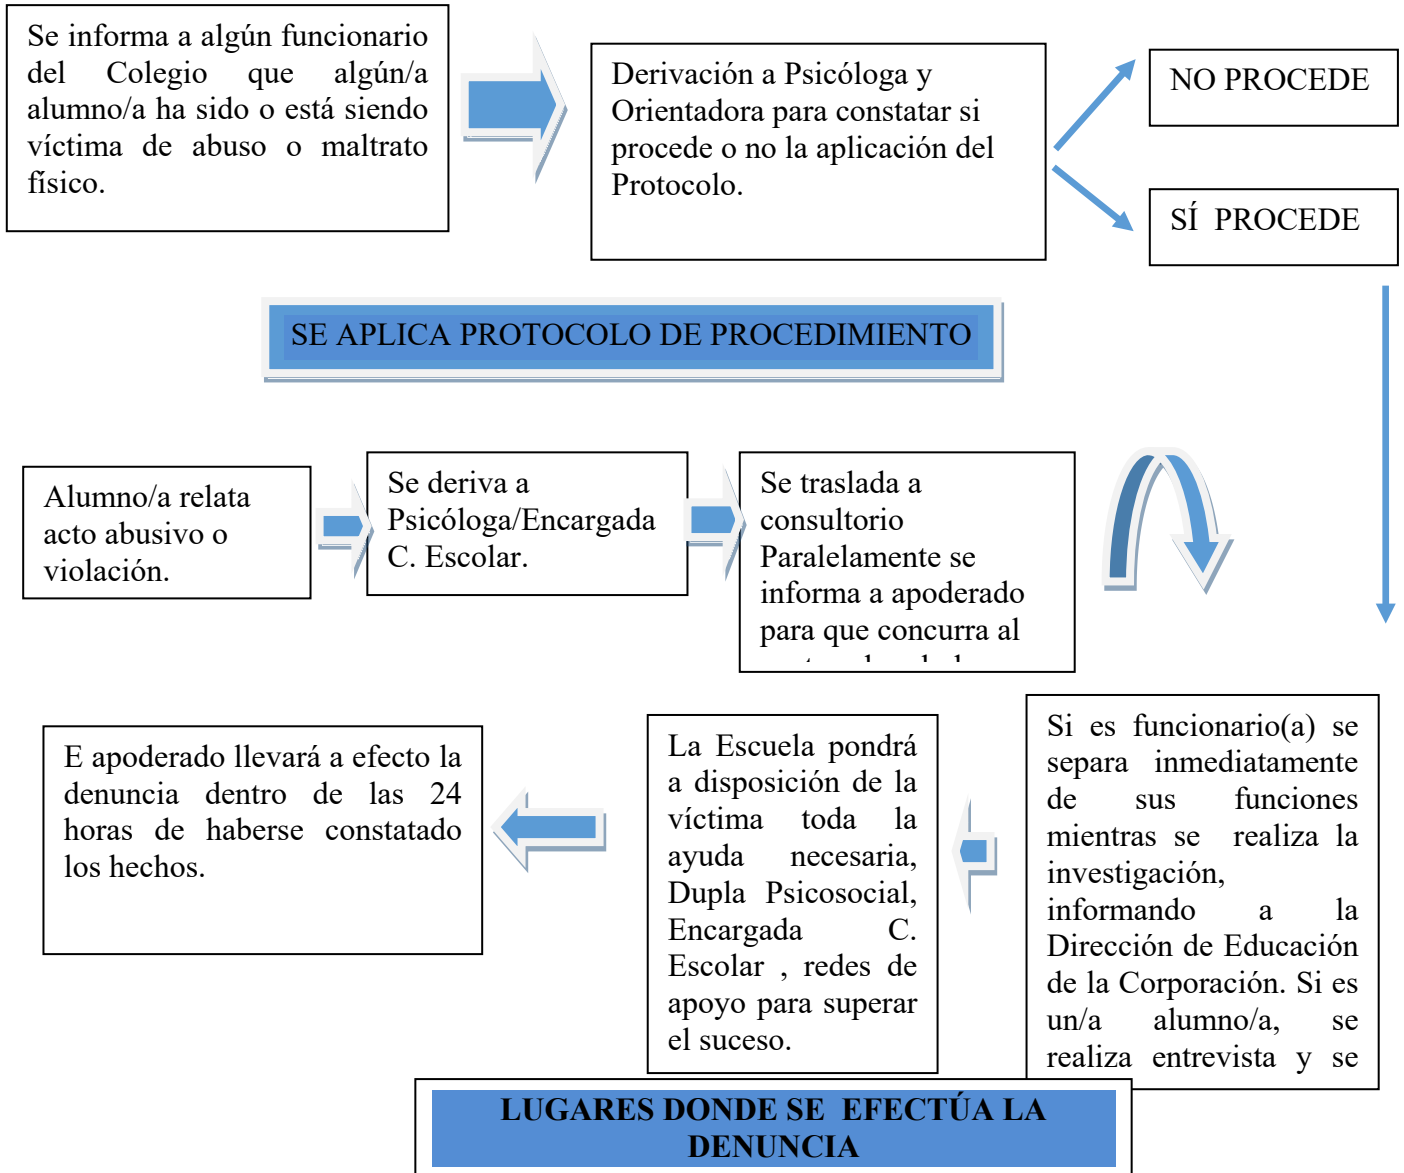 Se informa a algún funcionario
del Colegio que algún/a
alumno/a ha sido o está siendo
víctima de abuso o maltrato
físico.
Derivación a Psicóloga y
Orientadora para constatar si
procede o no la aplicación del
Protocolo.
NO PROCEDE
SÍ PROCEDE
SE APLICA PROTOCOLO DE PROCEDIMIENTO
Alumno/a relata
acto abusivo o
violación.
Se deriva a
Psicóloga/Encargada
C. Escolar.
Se traslada a
consultorio
Paralelamente se
informa a apoderado
para que concurra al
Si es funcionario(a) se
separa inmediatamente
de sus funciones
mientras se realiza la
investigación,
informando a la
Dirección de Educación
de la Corporación. Si es
un/a alumno/a, se
realiza entrevista y se
La Escuela pondrá
a disposición de la
víctima toda la
ayuda necesaria,
Dupla Psicosocial,
Encargada C.
Escolar , redes de
apoyo para superar
el suceso.
E apoderado llevará a efecto la
denuncia dentro de las 24
horas de haberse constatado
los hechos.
LUGARES DONDE SE EFECTÚA LA
DENUNCIA